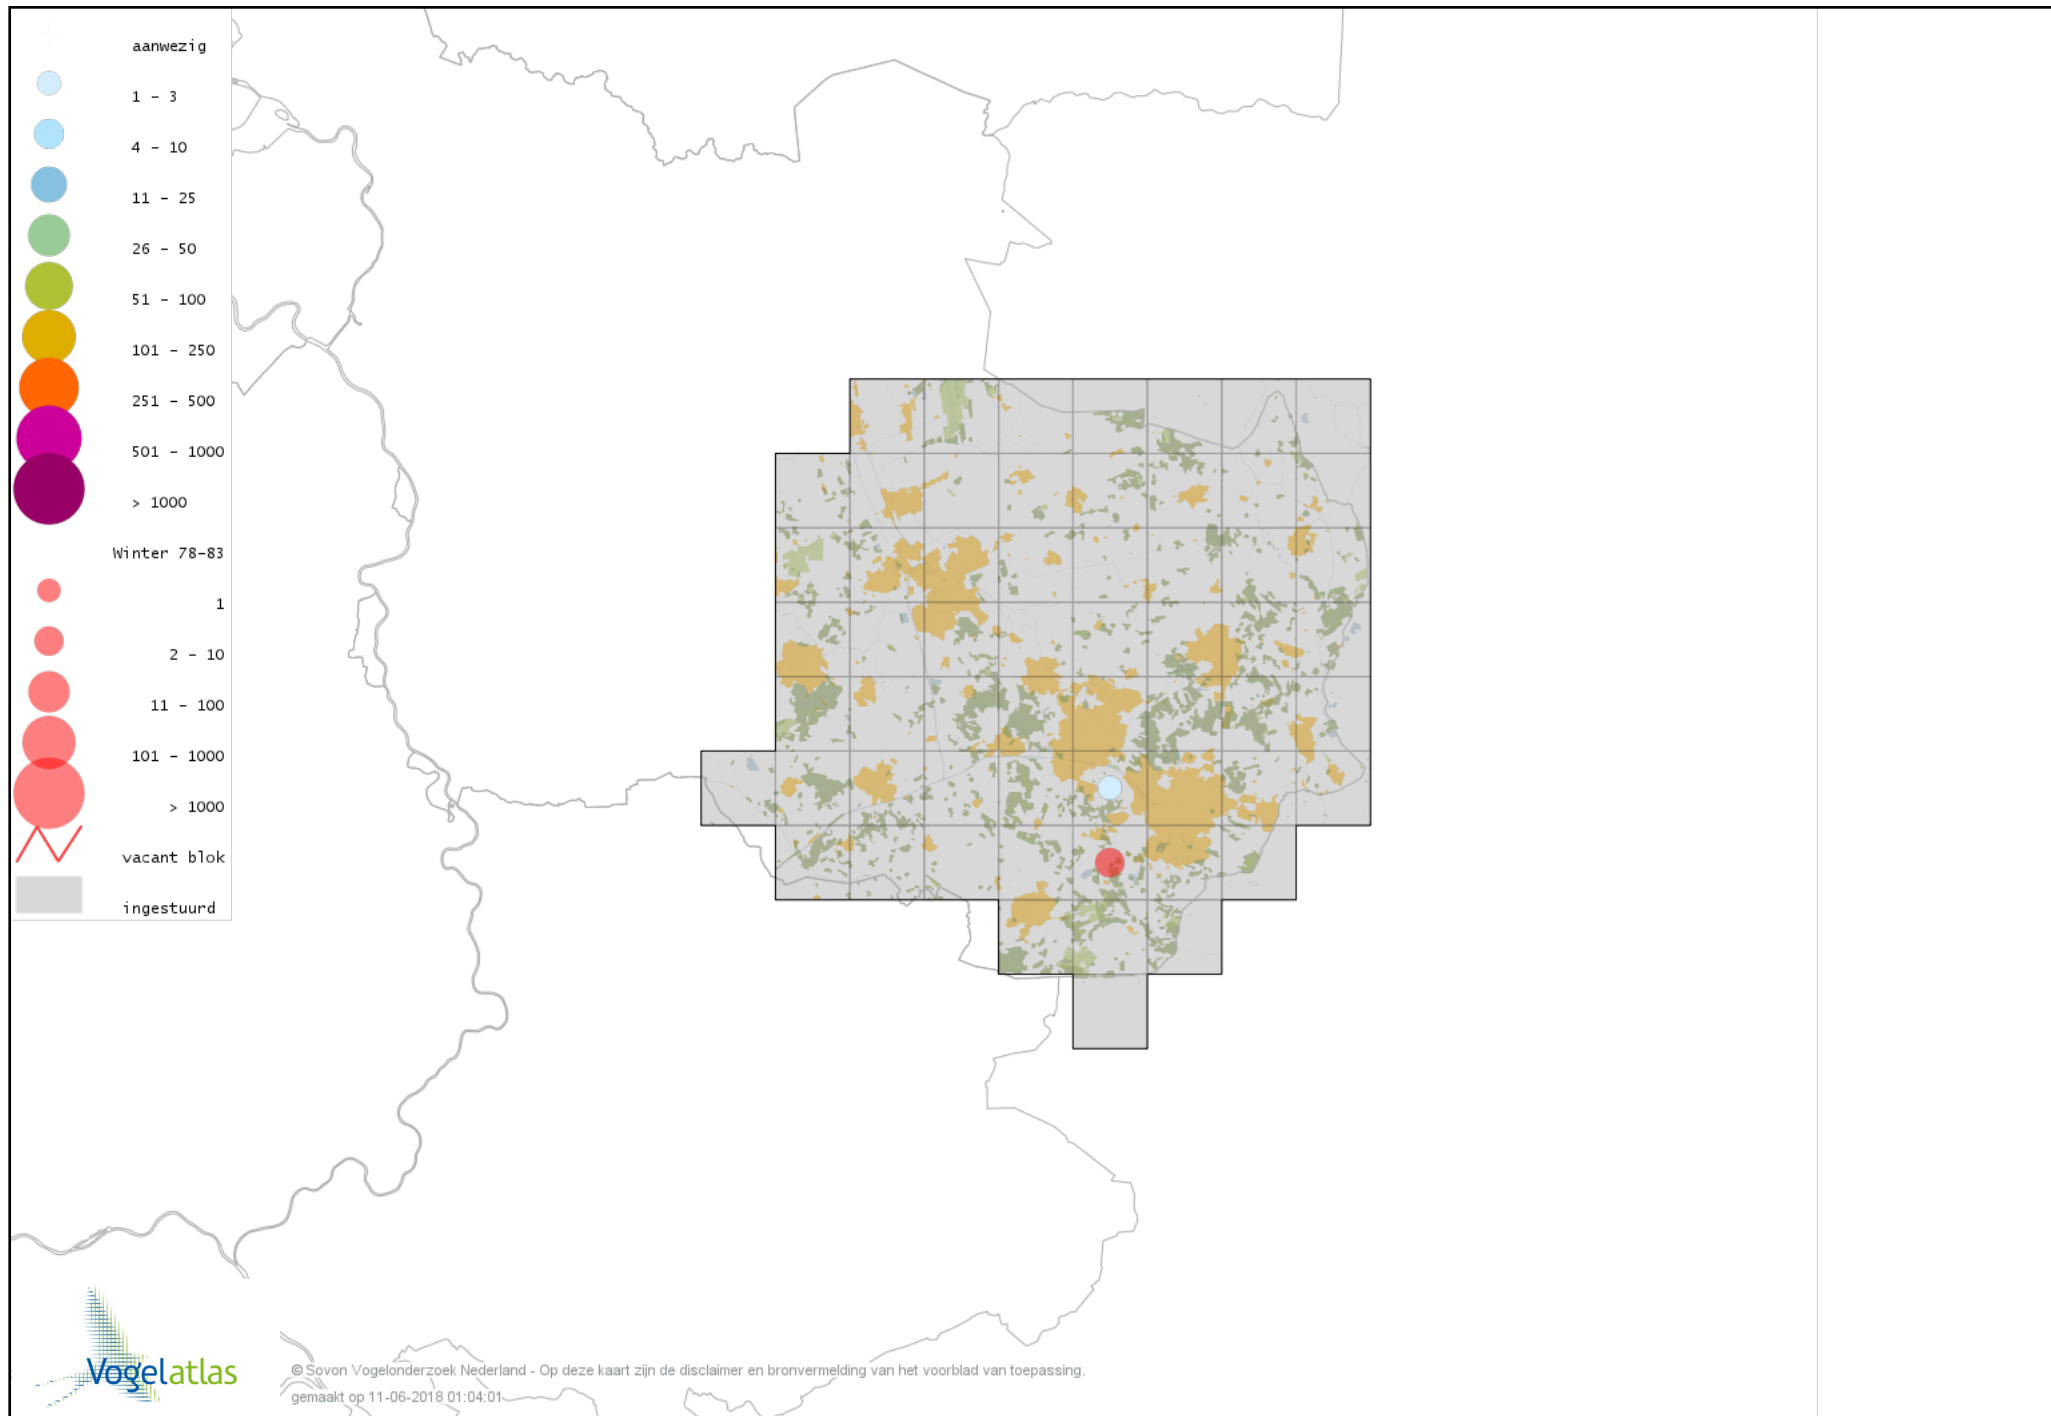 aanwezig
1 - 3
4 - 10
11 - 25
26 - 50
51 - 100
101 - 250
251 - 500
501 - 1000
> 1000
Winter 78-83
1
2 - 10
11 - 100
101 - 1000
> 1000
vacant blok
ingestuurd
Vogelatlas
© Sovon Vogelonderzoek Nederland - Op deze kaart zijn de disclaimer en bronvermelding van het voorblad van toepassing.
gemaakt op 11-06-2018 01:04:01